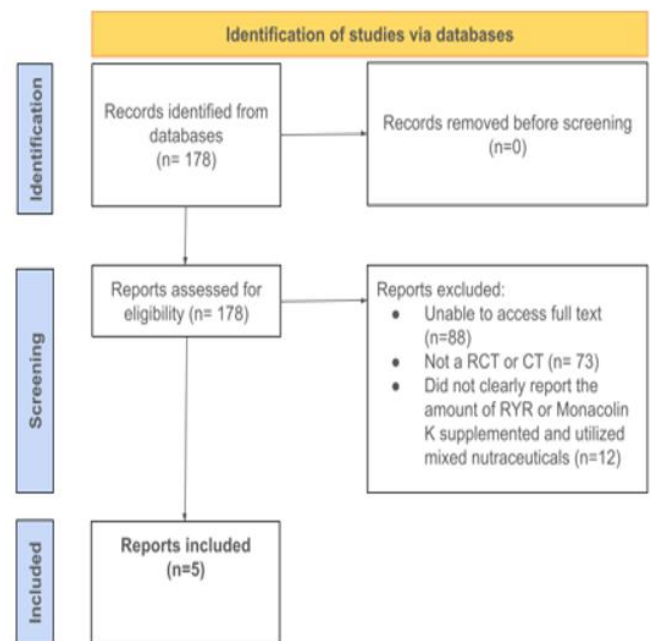 Identification of studies via databases
Identification
Records identified from
databases
(n= 178)
Records removed before screening
(n=0)
Screening
Reports assessed for
eligibility (n= 178)
Reports excluded:
● Unable to access full text
(n=88)
● Not a RCT or CT (n= 73)
● Did not clearly report the
amount of RYR or Monacolin
K supplemented and utilized
mixed nutraceuticals (n=12)
Included
Reports included
(n=5)